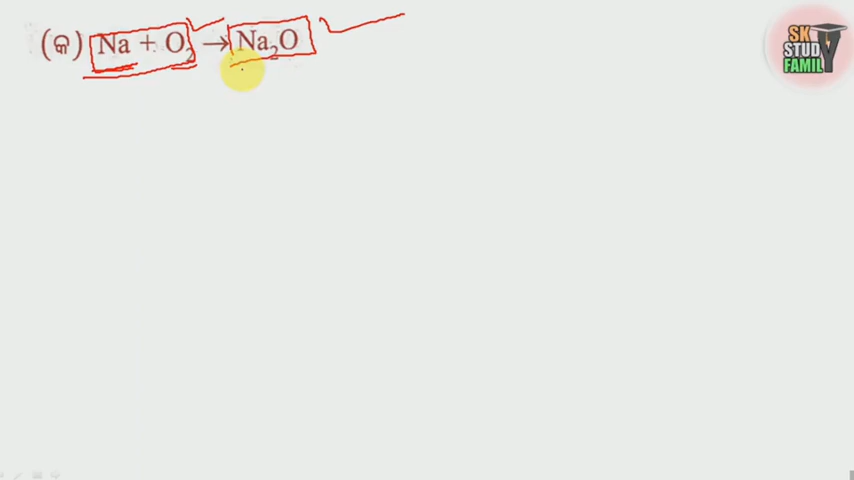 (କ) Na + O₂ → Na₂O
SK
STUDY
FAMILY